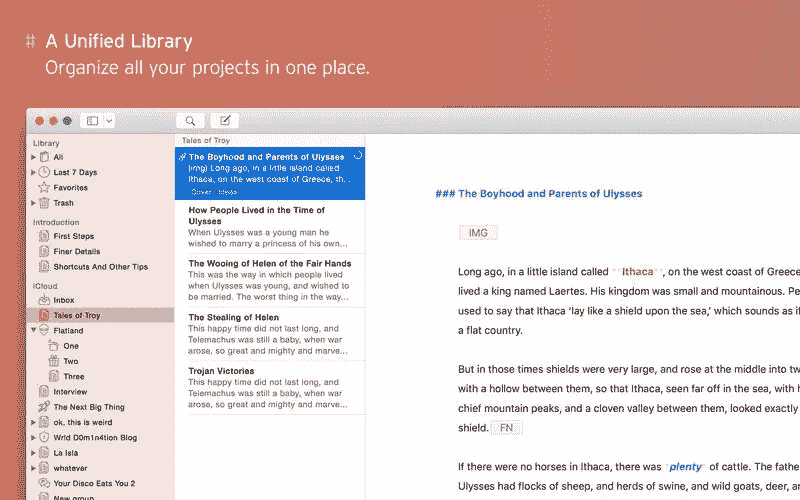 # A Unified Library
Organize all your projects in one place.
Library
All
Last 7 Days
Favorites
Trash
Introduction
First Steps
Finer Details
Shortcuts And Other Tips
iCloud
Inbox
Tales of Troy
Flatland
One
Two
Three
Interview
The Next Big Thing
ok, this is weird
Wrld D0m1n4tion Blog
La Isla
whatever
Your Disco Eats You 2
New group
Tales of Troy
The Boyhood and Parents of Ulysses
(img) Long ago, in a little island called
Ithaca, on the west coast of Greece, th...
Cover
How People Lived in the Time of
Ulysses
When Ulysses was a young man he
wished to marry a princess of his own...
The Wooing of Helen of the Fair Hands
This was the way in which people lived
when Ulysses was young, and wished to
be married. The worst thing in the way...
The Stealing of Helen
This happy time did not last long, and
Telemachus was still a baby, when war
arose, so great and mighty and marve...
Trojan Victories
This happy time did not last long, and
Telemachus was still a baby, when war
arose, so great and mighty and marve...
### The Boyhood and Parents of Ulysses
IMG
Long ago, in a little island called Ithaca, on the west coast of Greece
lived a king named Laertes. His kingdom was small and mountainous. Pe
used to say that Ithaca ‘lay like a shield upon the sea,’ which sounds as if
a flat country.
But in those times shields were very large, and rose at the middle into tw
with a hollow between them, so that Ithaca, seen far off in the sea, with h
chief mountain peaks, and a cloven valley between them, looked exactly
shield. FN
If there were no horses in Ithaca, there was plenty of cattle. The fathe
Ulysses had flocks of sheep, and herds of swine, and wild goats, deer, an